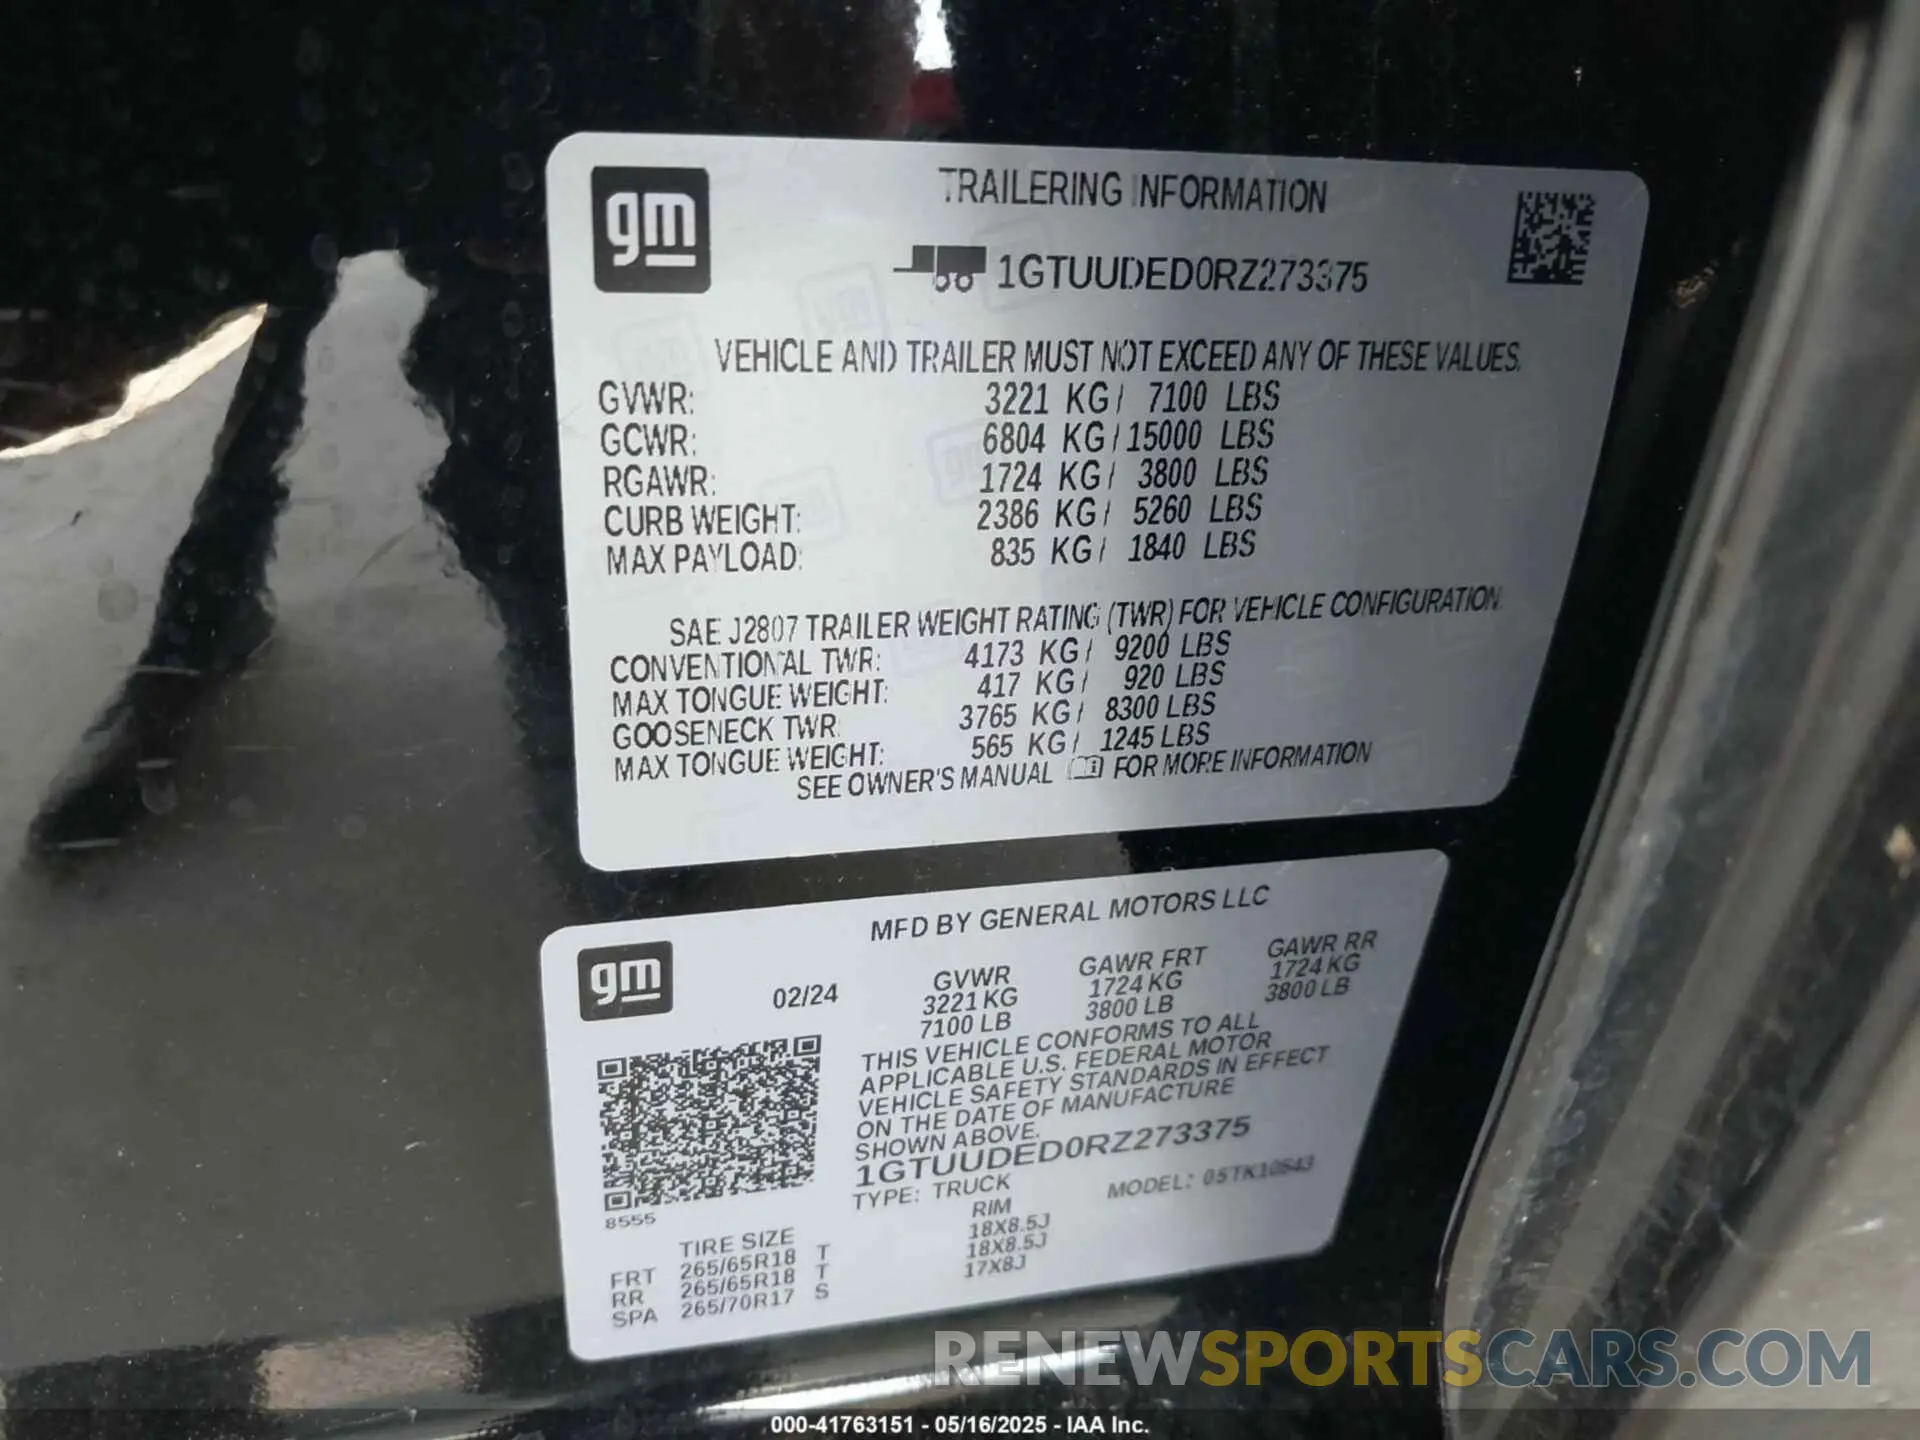 gm
TRAILERING INFORMATION
1GTUUDED0RZ273375
VEHICLE AND TRAILER MUST NOT EXCEED ANY OF THESE VALUES.
GVWR: 3221 KG / 7100 LBS
GCWR: 6804 KG / 15000 LBS
RGAWR: 1724 KG / 3800 LBS
CURB WEIGHT: 2386 KG / 5260 LBS
MAX PAYLOAD: 835 KG / 1840 LBS
SAE J2807 TRAILER WEIGHT RATING (TWR) FOR VEHICLE CONFIGURATION.
CONVENTIONAL TWR: 4173 KG / 9200 LBS
MAX TONGUE WEIGHT: 417 KG / 920 LBS
GOOSENECK TWR: 3765 KG / 8300 LBS
MAX TONGUE WEIGHT: 565 KG / 1245 LBS
SEE OWNER'S MANUAL FOR MORE INFORMATION
gm
MFD BY GENERAL MOTORS LLC
02/24 GVWR GAWR FRT GAWR RR
3221 KG 1724 KG 1724 KG
7100 LB 3800 LB 3800 LB
THIS VEHICLE CONFORMS TO ALL
APPLICABLE U.S. FEDERAL MOTOR
VEHICLE SAFETY STANDARDS IN EFFECT
ON THE DATE OF MANUFACTURE
SHOWN ABOVE.
1GTUUDED0RZ273375
TYPE: TRUCK MODEL: 05TK10543
8555
TIRE SIZE RIM
FRT 265/65R18 T 18X8.5J
RR 265/65R18 T 18X8.5J
SPA 265/70R17 S 17X8J
RENEWSPORTSCARS.COM
000-41763151 - 05/16/2025 - IAA Inc.